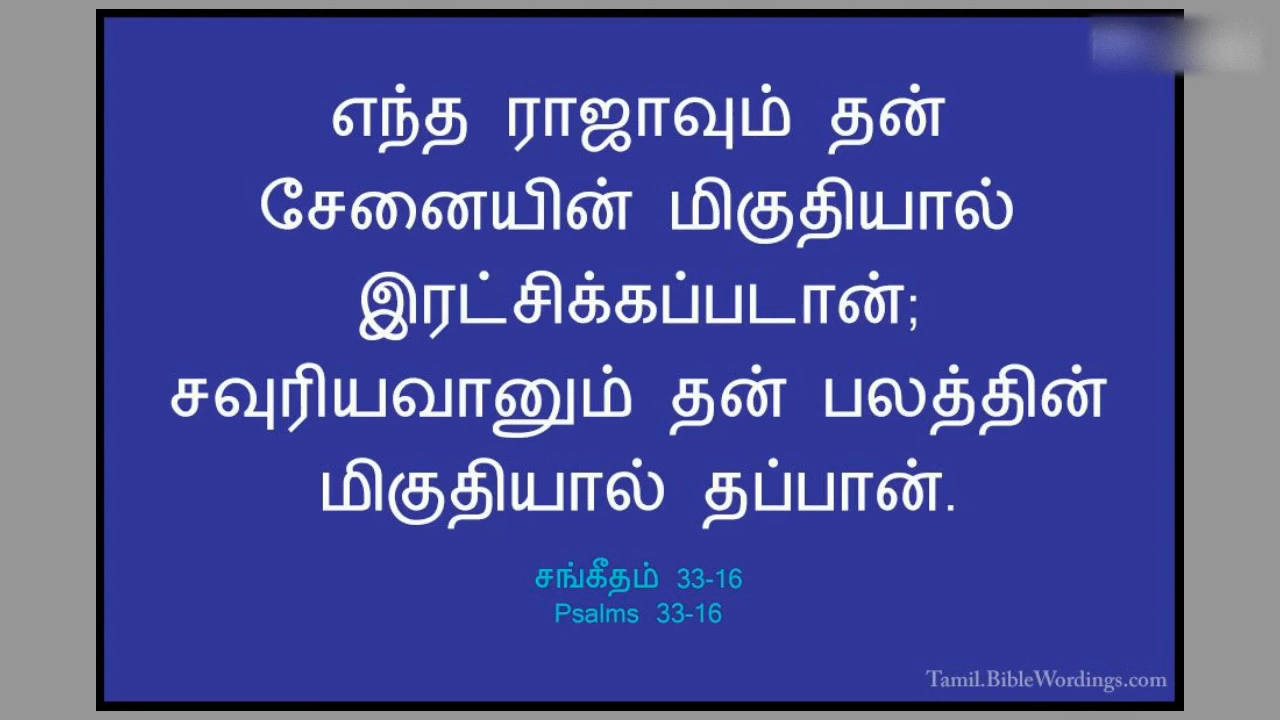 எந்த ராஜாவும் தன்
சேனையின் மிகுதியால்
இரட்சிக்கப்படான்;
சவுரியவானும் தன் பலத்தின்
மிகுதியால் தப்பான்.
சங்கீதம் 33-16
Psalms 33-16
Tamil.BibleWordings.com